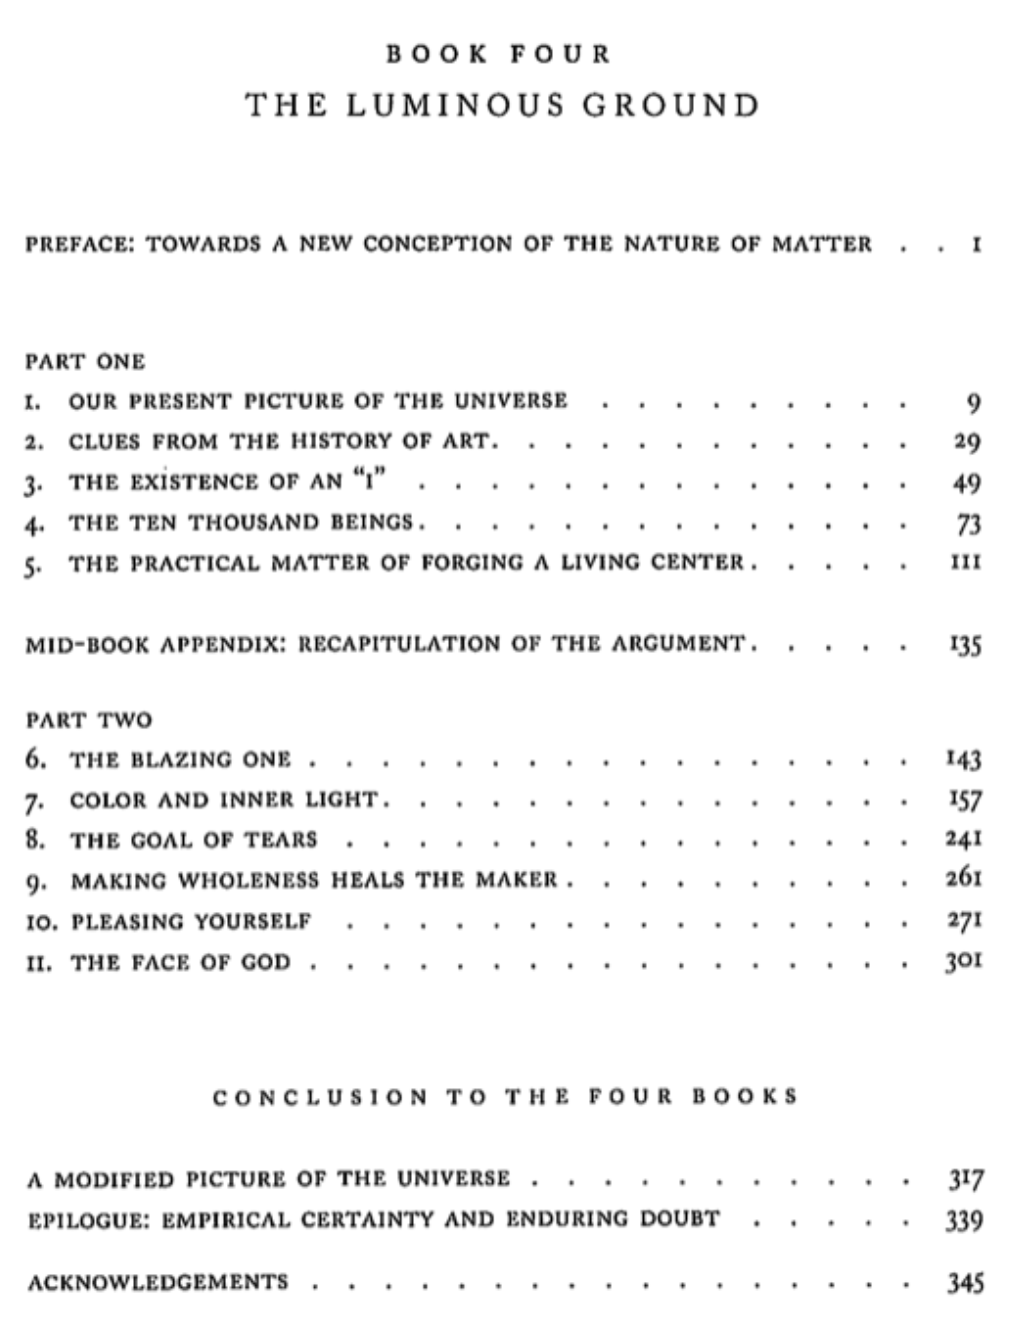 BOOK FOUR
THE LUMINOUS GROUND
PREFACE: TOWARDS A NEW CONCEPTION OF THE NATURE OF MATTER . . 1
PART ONE
1. OUR PRESENT PICTURE OF THE UNIVERSE . . . . . . . . . 9
2. CLUES FROM THE HISTORY OF ART. . . . . . . . . . . . 29
3. THE EXISTENCE OF AN "I" . . . . . . . . . . . . . . 49
4. THE TEN THOUSAND BEINGS. . . . . . . . . . . . . . 73
5. THE PRACTICAL MATTER OF FORGING A LIVING CENTER. . . . . 111
MID-BOOK APPENDIX: RECAPITULATION OF THE ARGUMENT. . . . . 135
PART TWO
6. THE BLAZING ONE . . . . . . . . . . . . . . . . . 143
7. COLOR AND INNER LIGHT. . . . . . . . . . . . . . . 157
8. THE GOAL OF TEARS . . . . . . . . . . . . . . . . 241
9. MAKING WHOLENESS HEALS THE MAKER. . . . . . . . . . 261
10. PLEASING YOURSELF . . . . . . . . . . . . . . . . 271
11. THE FACE OF GOD . . . . . . . . . . . . . . . . . 301
CONCLUSION TO THE FOUR BOOKS
A MODIFIED PICTURE OF THE UNIVERSE . . . . . . . . . . . 317
EPILOGUE: EMPIRICAL CERTAINTY AND ENDURING DOUBT . . . . . 339
ACKNOWLEDGEMENTS . . . . . . . . . . . . . . . . . 345